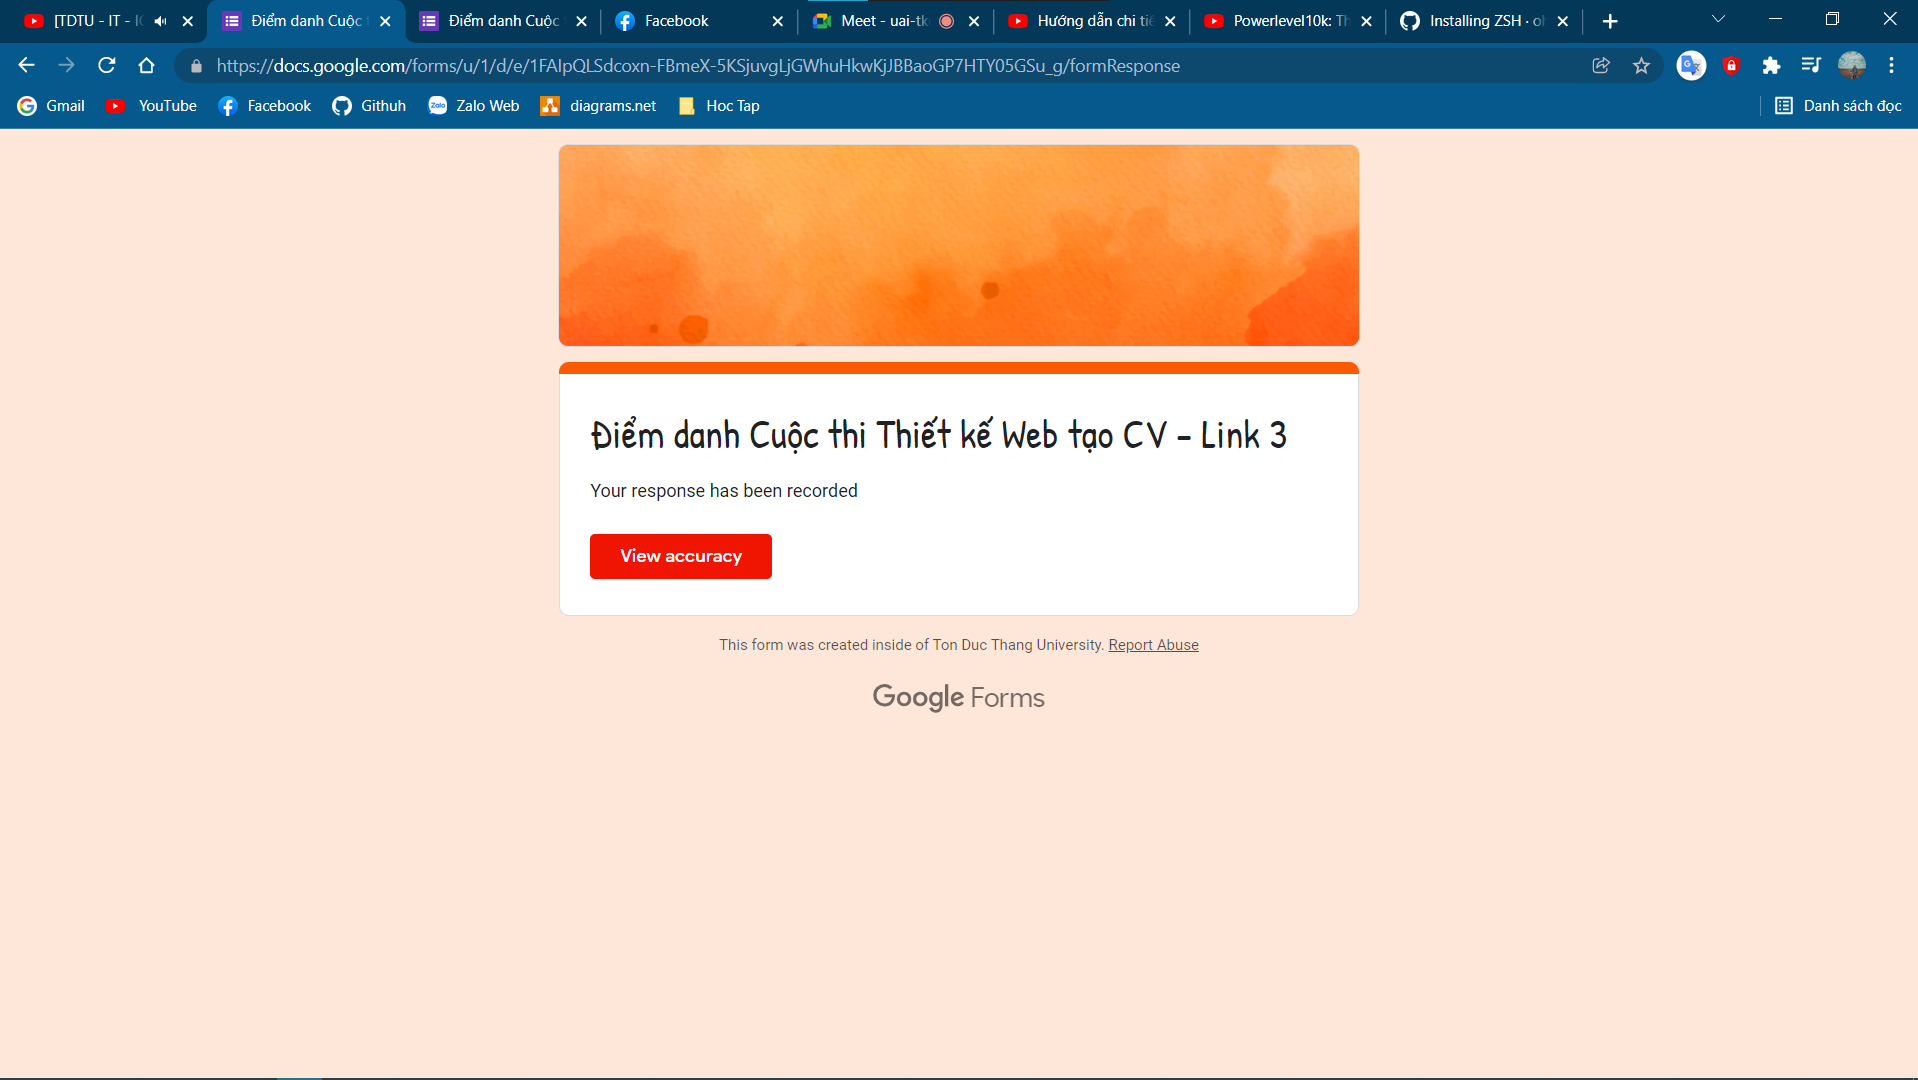 [TDTU - IT - IC
Điểm danh Cuộc t
Điểm danh Cuộc t
Facebook
Meet - uai-tk
Hướng dẫn chi tiế
Powerlevel10k: Th
Installing ZSH · oh
https://docs.google.com/forms/u/1/d/e/1FAIpQLSdcoxn-FBmeX-5KSjuvgLjGWhuHkwKjJBBaoGP7HTY05GSu_g/formResponse
Gmail
YouTube
Facebook
Githuh
Zalo Web
diagrams.net
Hoc Tap
Danh sách đọc
Điểm danh Cuộc thi Thiết kế Web tạo CV - Link 3
Your response has been recorded
View accuracy
This form was created inside of Ton Duc Thang University. Report Abuse
Google Forms